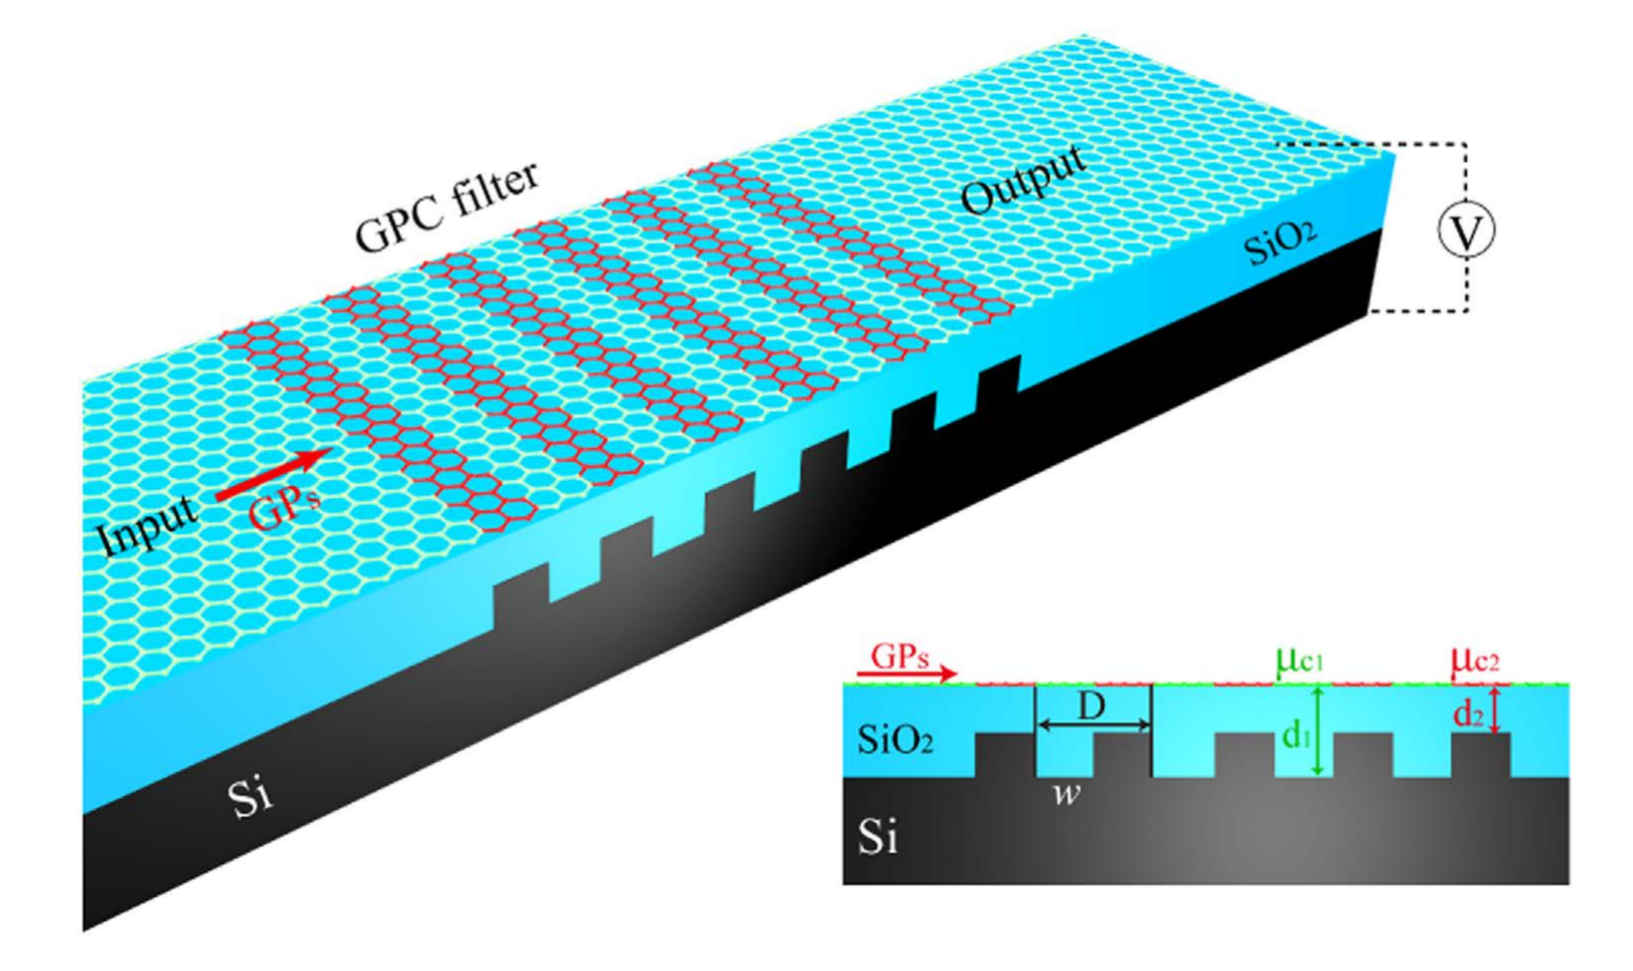 GPC filter
Output
SiO₂
V
Input
GPs
Si
GPs
μc1
μc2
D
d₂
SiO₂
d₁
w
Si